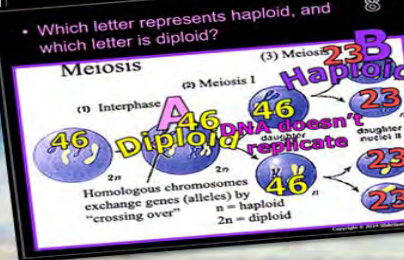 8
• Which letter represents haploid, and
which letter is diploid?
Meiosis
(3) Meiosis
23
B
Haploid
(2) Meiosis I
(1) Interphase
A
46
46
46
23
Diploid
DNA doesn't
replicate
daughter
daughter
nuclei II
2n
2n
n
46
23
23
n
Homologous chromosomes
exchange genes (alleles) by
"crossing over"
n = haploid
2n = diploid